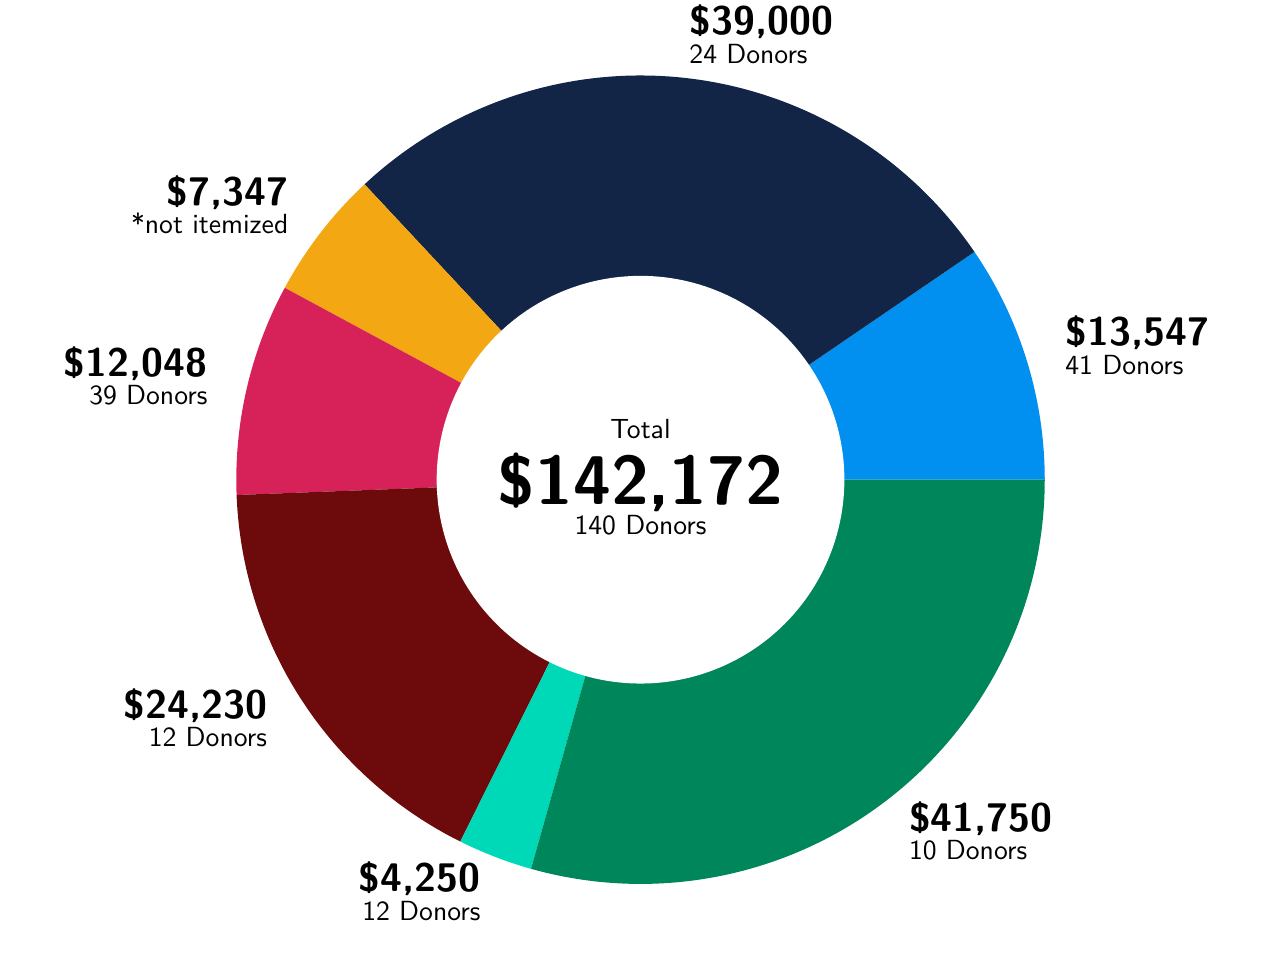 $39,000
24 Donors
$7,347
*not itemized
$13,547
41 Donors
$12,048
39 Donors
Total
$142,172
140 Donors
$24,230
12 Donors
$41,750
10 Donors
$4,250
12 Donors